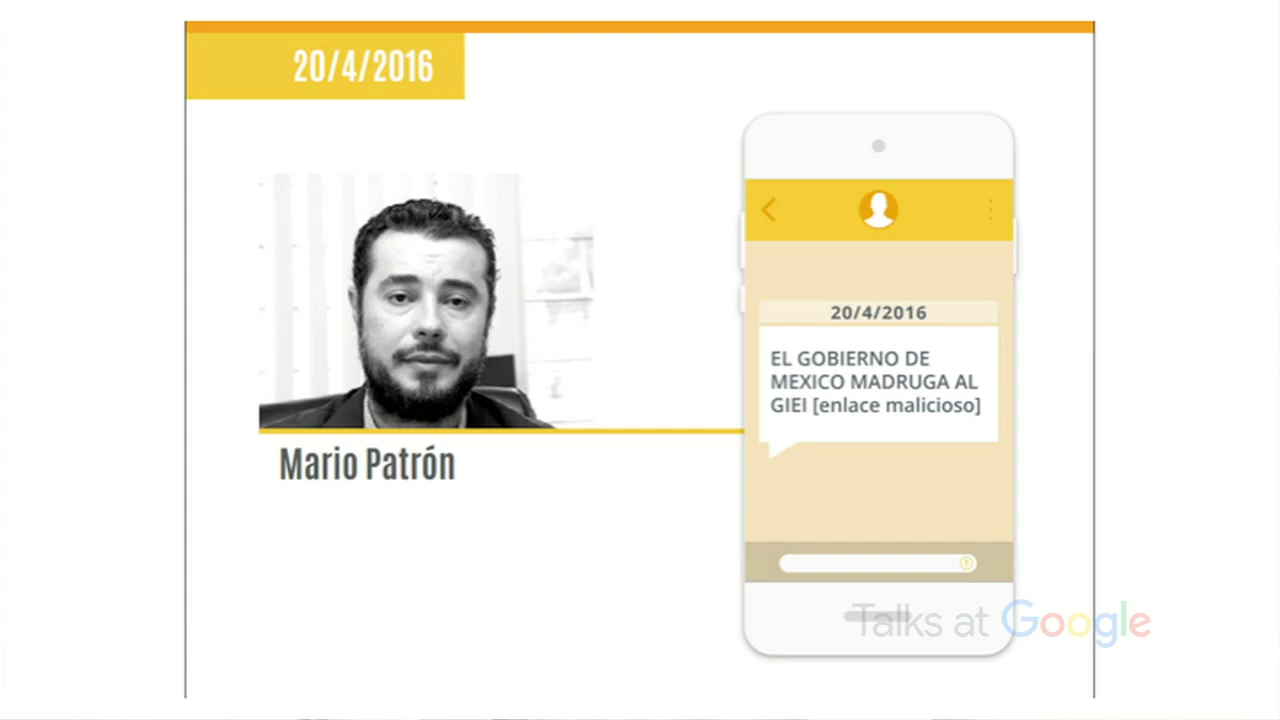 20/4/2016
Mario Patrón
20/4/2016
EL GOBIERNO DE
MEXICO MADRUGA AL
GIEI [enlace malicioso]
Talks at Google